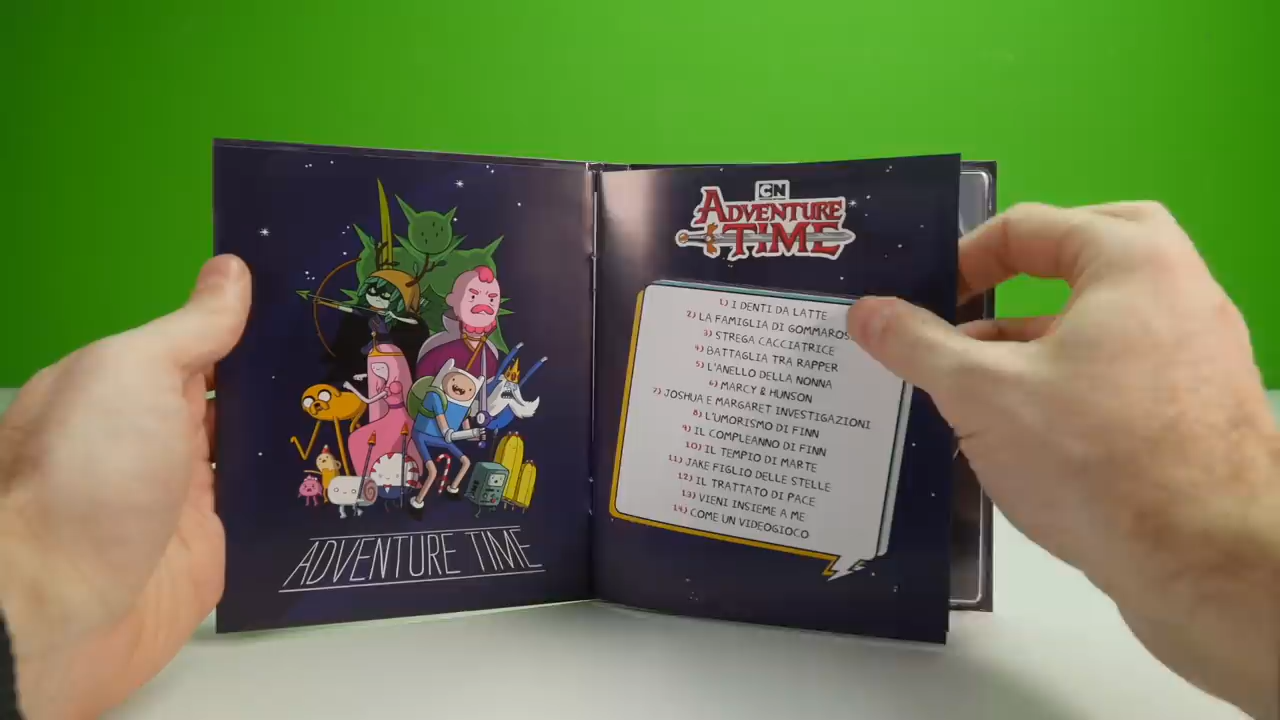 ADVENTURE TIME
CN
ADVENTURE
TIME
1) I DENTI DA LATTE
2) LA FAMIGLIA DI
3) STREGA CACCIATRICE
4) BATTAGLIA TRA RAPPER
5) L'ANELLO DELLA NONNA
6) MARCY & HUNSON
7) JOSHUA E MARGARET INVESTIGAZIONI
8) L'UMORISMO DI FINN
9) IL COMPLEANNO DI FINN
10) IL TEMPIO DI MARTE
11) JAKE FIGLIO DELLE STELLE
12) IL TRATTATO DI PACE
13) VIENI INSIEME A ME
14) COME UN VIDEOGIOCO